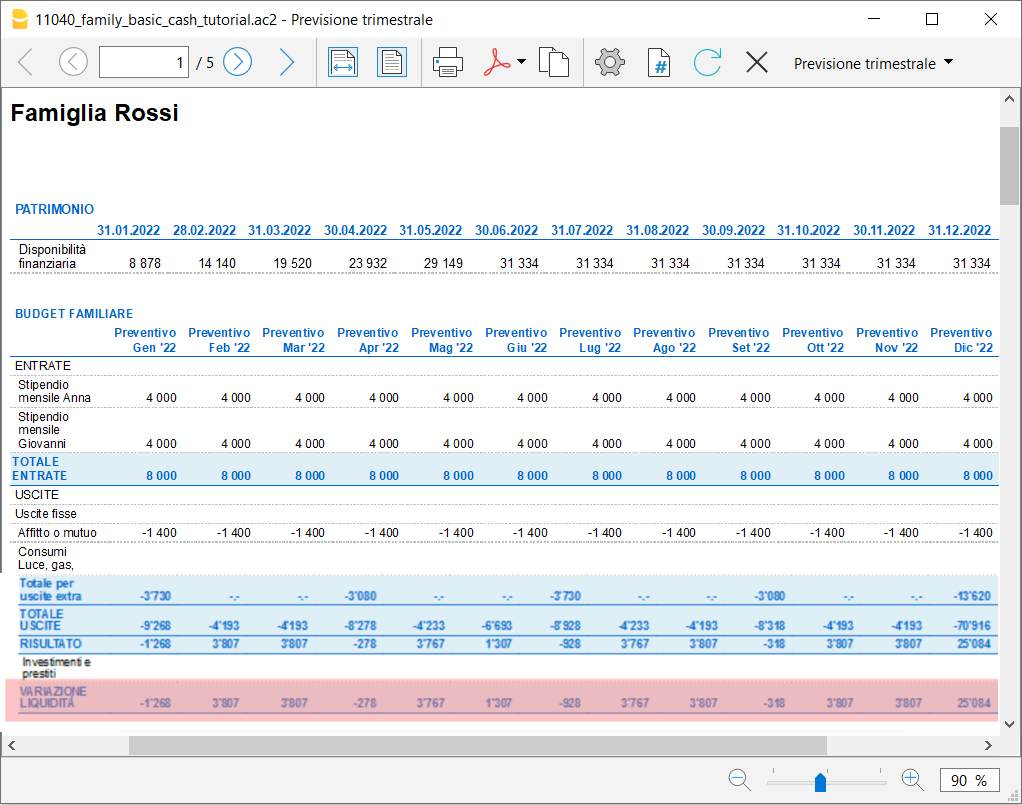 11040_family_basic_cash_tutorial.ac2 - Previsione trimestrale
1 / 5 # Previsione trimestrale
Famiglia Rossi
PATRIMONIO
31.01.2022 28.02.2022 31.03.2022 30.04.2022 31.05.2022 30.06.2022 31.07.2022 31.08.2022 30.09.2022 31.10.2022 30.11.2022 31.12.2022
Disponibilità
finanziaria 8 878 14 140 19 520 23 932 29 149 31 334 31 334 31 334 31 334 31 334 31 334 31 334
BUDGET FAMILIARE
Preventivo Preventivo Preventivo Preventivo Preventivo Preventivo Preventivo Preventivo Preventivo Preventivo Preventivo Preventivo
Gen '22 Feb '22 Mar '22 Apr '22 Mag '22 Giu '22 Lug '22 Ago '22 Set '22 Ott '22 Nov '22 Dic '22
ENTRATE
Stipendio
mensile Anna 4 000 4 000 4 000 4 000 4 000 4 000 4 000 4 000 4 000 4 000 4 000 4 000
Stipendio
mensile
Giovanni 4 000 4 000 4 000 4 000 4 000 4 000 4 000 4 000 4 000 4 000 4 000 4 000
TOTALE
ENTRATE 8 000 8 000 8 000 8 000 8 000 8 000 8 000 8 000 8 000 8 000 8 000 8 000
USCITE
Uscite fisse
Affitto o mutuo -1 400 -1 400 -1 400 -1 400 -1 400 -1 400 -1 400 -1 400 -1 400 -1 400 -1 400 -1 400
Consumi
Luce, gas,
Totale per
uscite extra -3'730 -.- -.- -3'080 -.- -.- -3'730 -.- -.- -3'080 -.- -.- -13'620
TOTALE
USCITE -9'268 -4'193 -4'193 -8'278 -4'233 -6'693 -8'928 -4'233 -4'193 -8'318 -4'193 -4'193 -70'916
RISULTATO -1'268 3'807 3'807 -278 3'767 1'307 -928 3'767 3'807 -318 3'807 3'807 25'084
Investimenti e
prestiti
VARIAZIONE
LIQUIDITÀ -1'268 3'807 3'807 -278 3'767 1'307 -928 3'767 3'807 -318 3'807 3'807 25'084
90 %